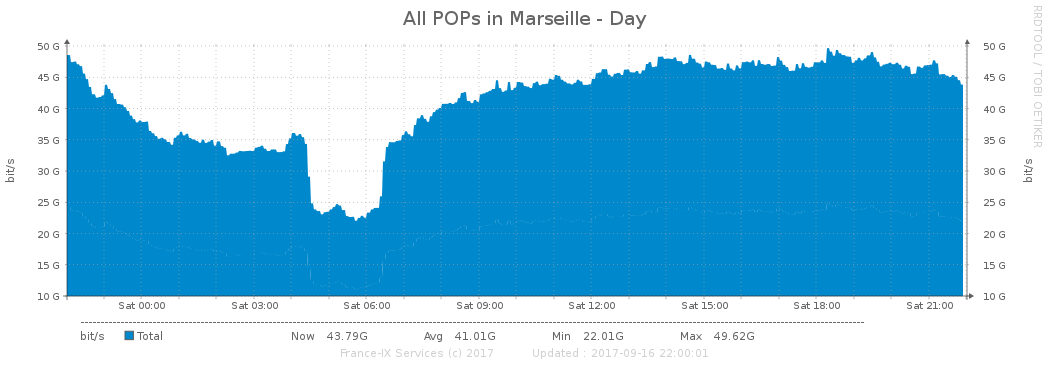 All POPs in Marseille - Day
RRDTOOL / TOBI OETIKER
50 G 50 G
45 G 45 G
40 G 40 G
35 G 35 G
30 G 30 G
25 G 25 G
20 G 20 G
15 G 15 G
10 G 10 G
bit/s bit/s
Sat 00:00 Sat 03:00 Sat 06:00 Sat 09:00 Sat 12:00 Sat 15:00 Sat 18:00 Sat 21:00
bit/s Total Now 43.79G Avg 41.01G Min 22.01G Max 49.62G
France-IX Services (c) 2017 Updated : 2017-09-16 22:00:01